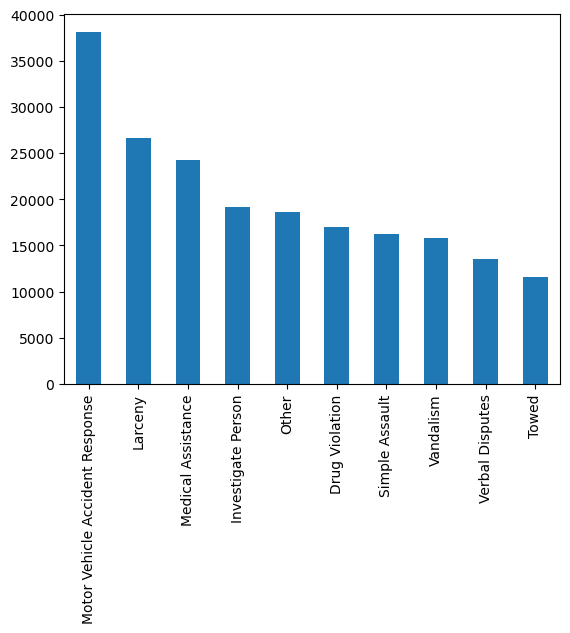 40000
35000
30000
25000
20000
15000
10000
5000
0
Motor Vehicle Accident Response
Larceny
Medical Assistance
Investigate Person
Other
Drug Violation
Simple Assault
Vandalism
Verbal Disputes
Towed